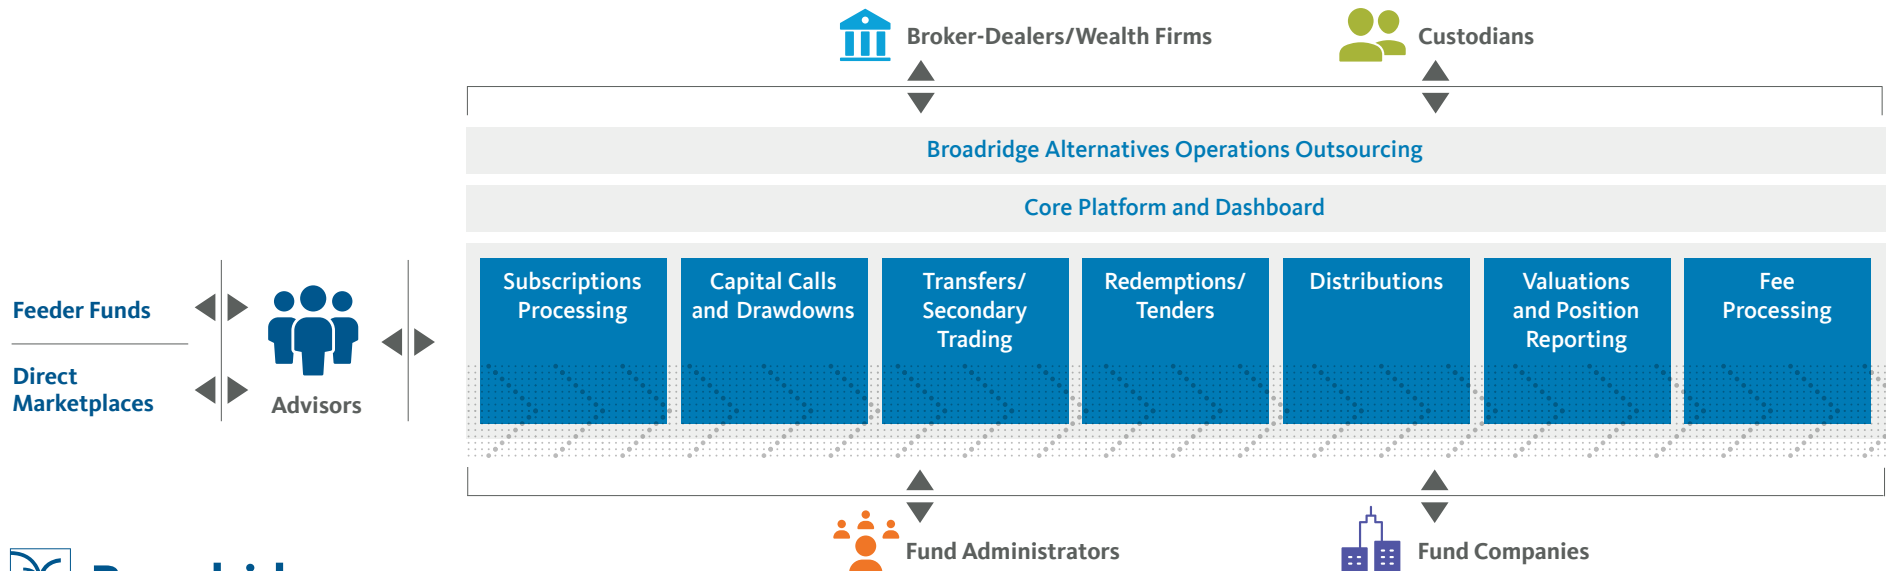 Broker-Dealers/Wealth Firms
Custodians
Broadridge Alternatives Operations Outsourcing
Core Platform and Dashboard
Feeder Funds
Direct
Marketplaces
Advisors
Subscriptions
Processing
Capital Calls
and Drawdowns
Transfers/
Secondary
Trading
Redemptions/
Tenders
Distributions
Valuations
and Position
Reporting
Fee
Processing
Fund Administrators
Fund Companies